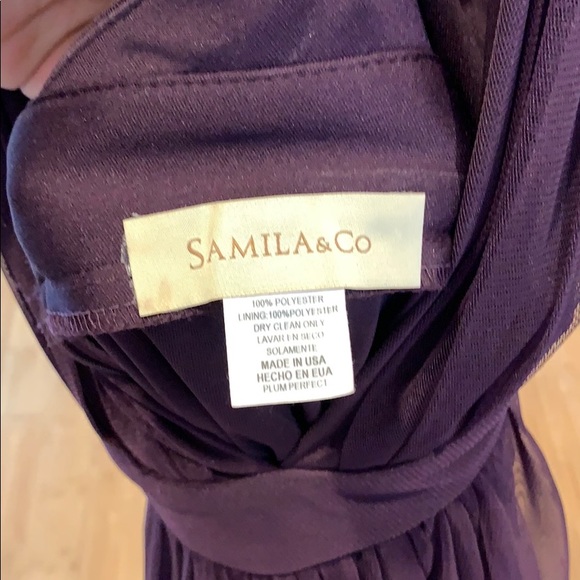 SAMILA&CO
100% POLYESTER
LINING:100%POLYESTER
DRY CLEAN ONLY
LAVAR EN SECO
SOLAMENTE
MADE IN USA
HECHO EN EUA
PLUM PERFECT